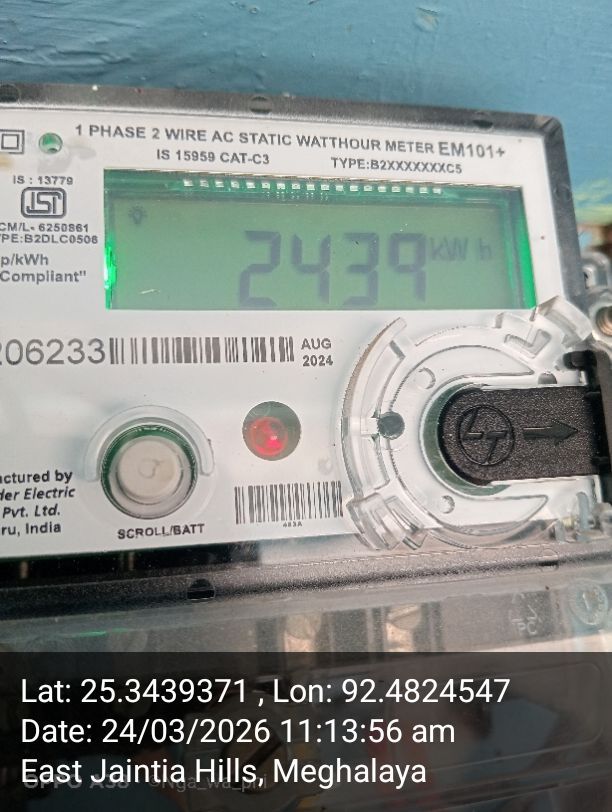 1 PHASE 2 WIRE AC STATIC WATTHOUR METER EM101+
IS 15959 CAT-C3 TYPE:B2XXXXXXXC5
IS : 13779
ISI
CM/L- 6250861
PE:B2DLC0506
p/kWh
Compliant"
2439 kWh
206233
AUG
2024
LT
actured by
der Electric
Pvt. Ltd.
ru, India
SCROLL/BATT
Lat: 25.3439371 , Lon: 92.4824547
Date: 24/03/2026 11:13:56 am
East Jaintia Hills, Meghalaya